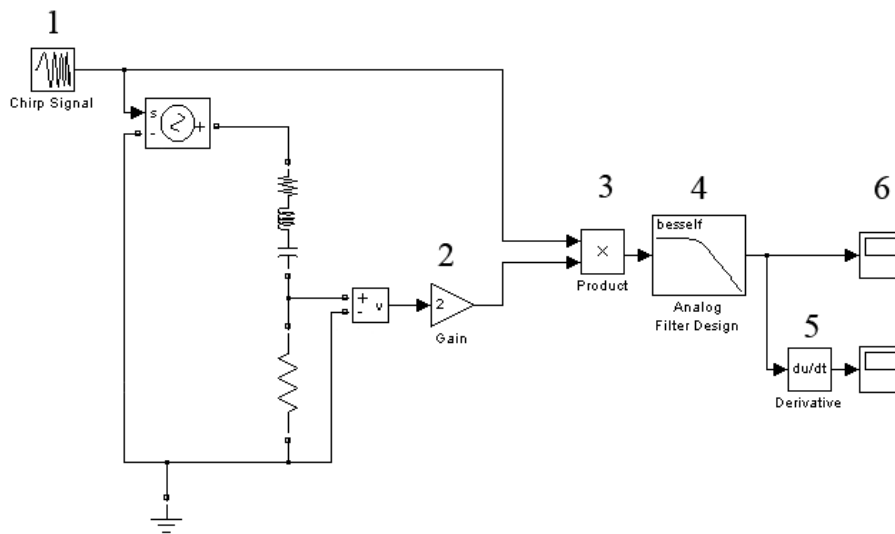 1
Chirp Signal
s
-
+
2
+
-
v
2
Gain
3
×
Product
4
besself
Analog
Filter Design
5
du/dt
Derivative
6